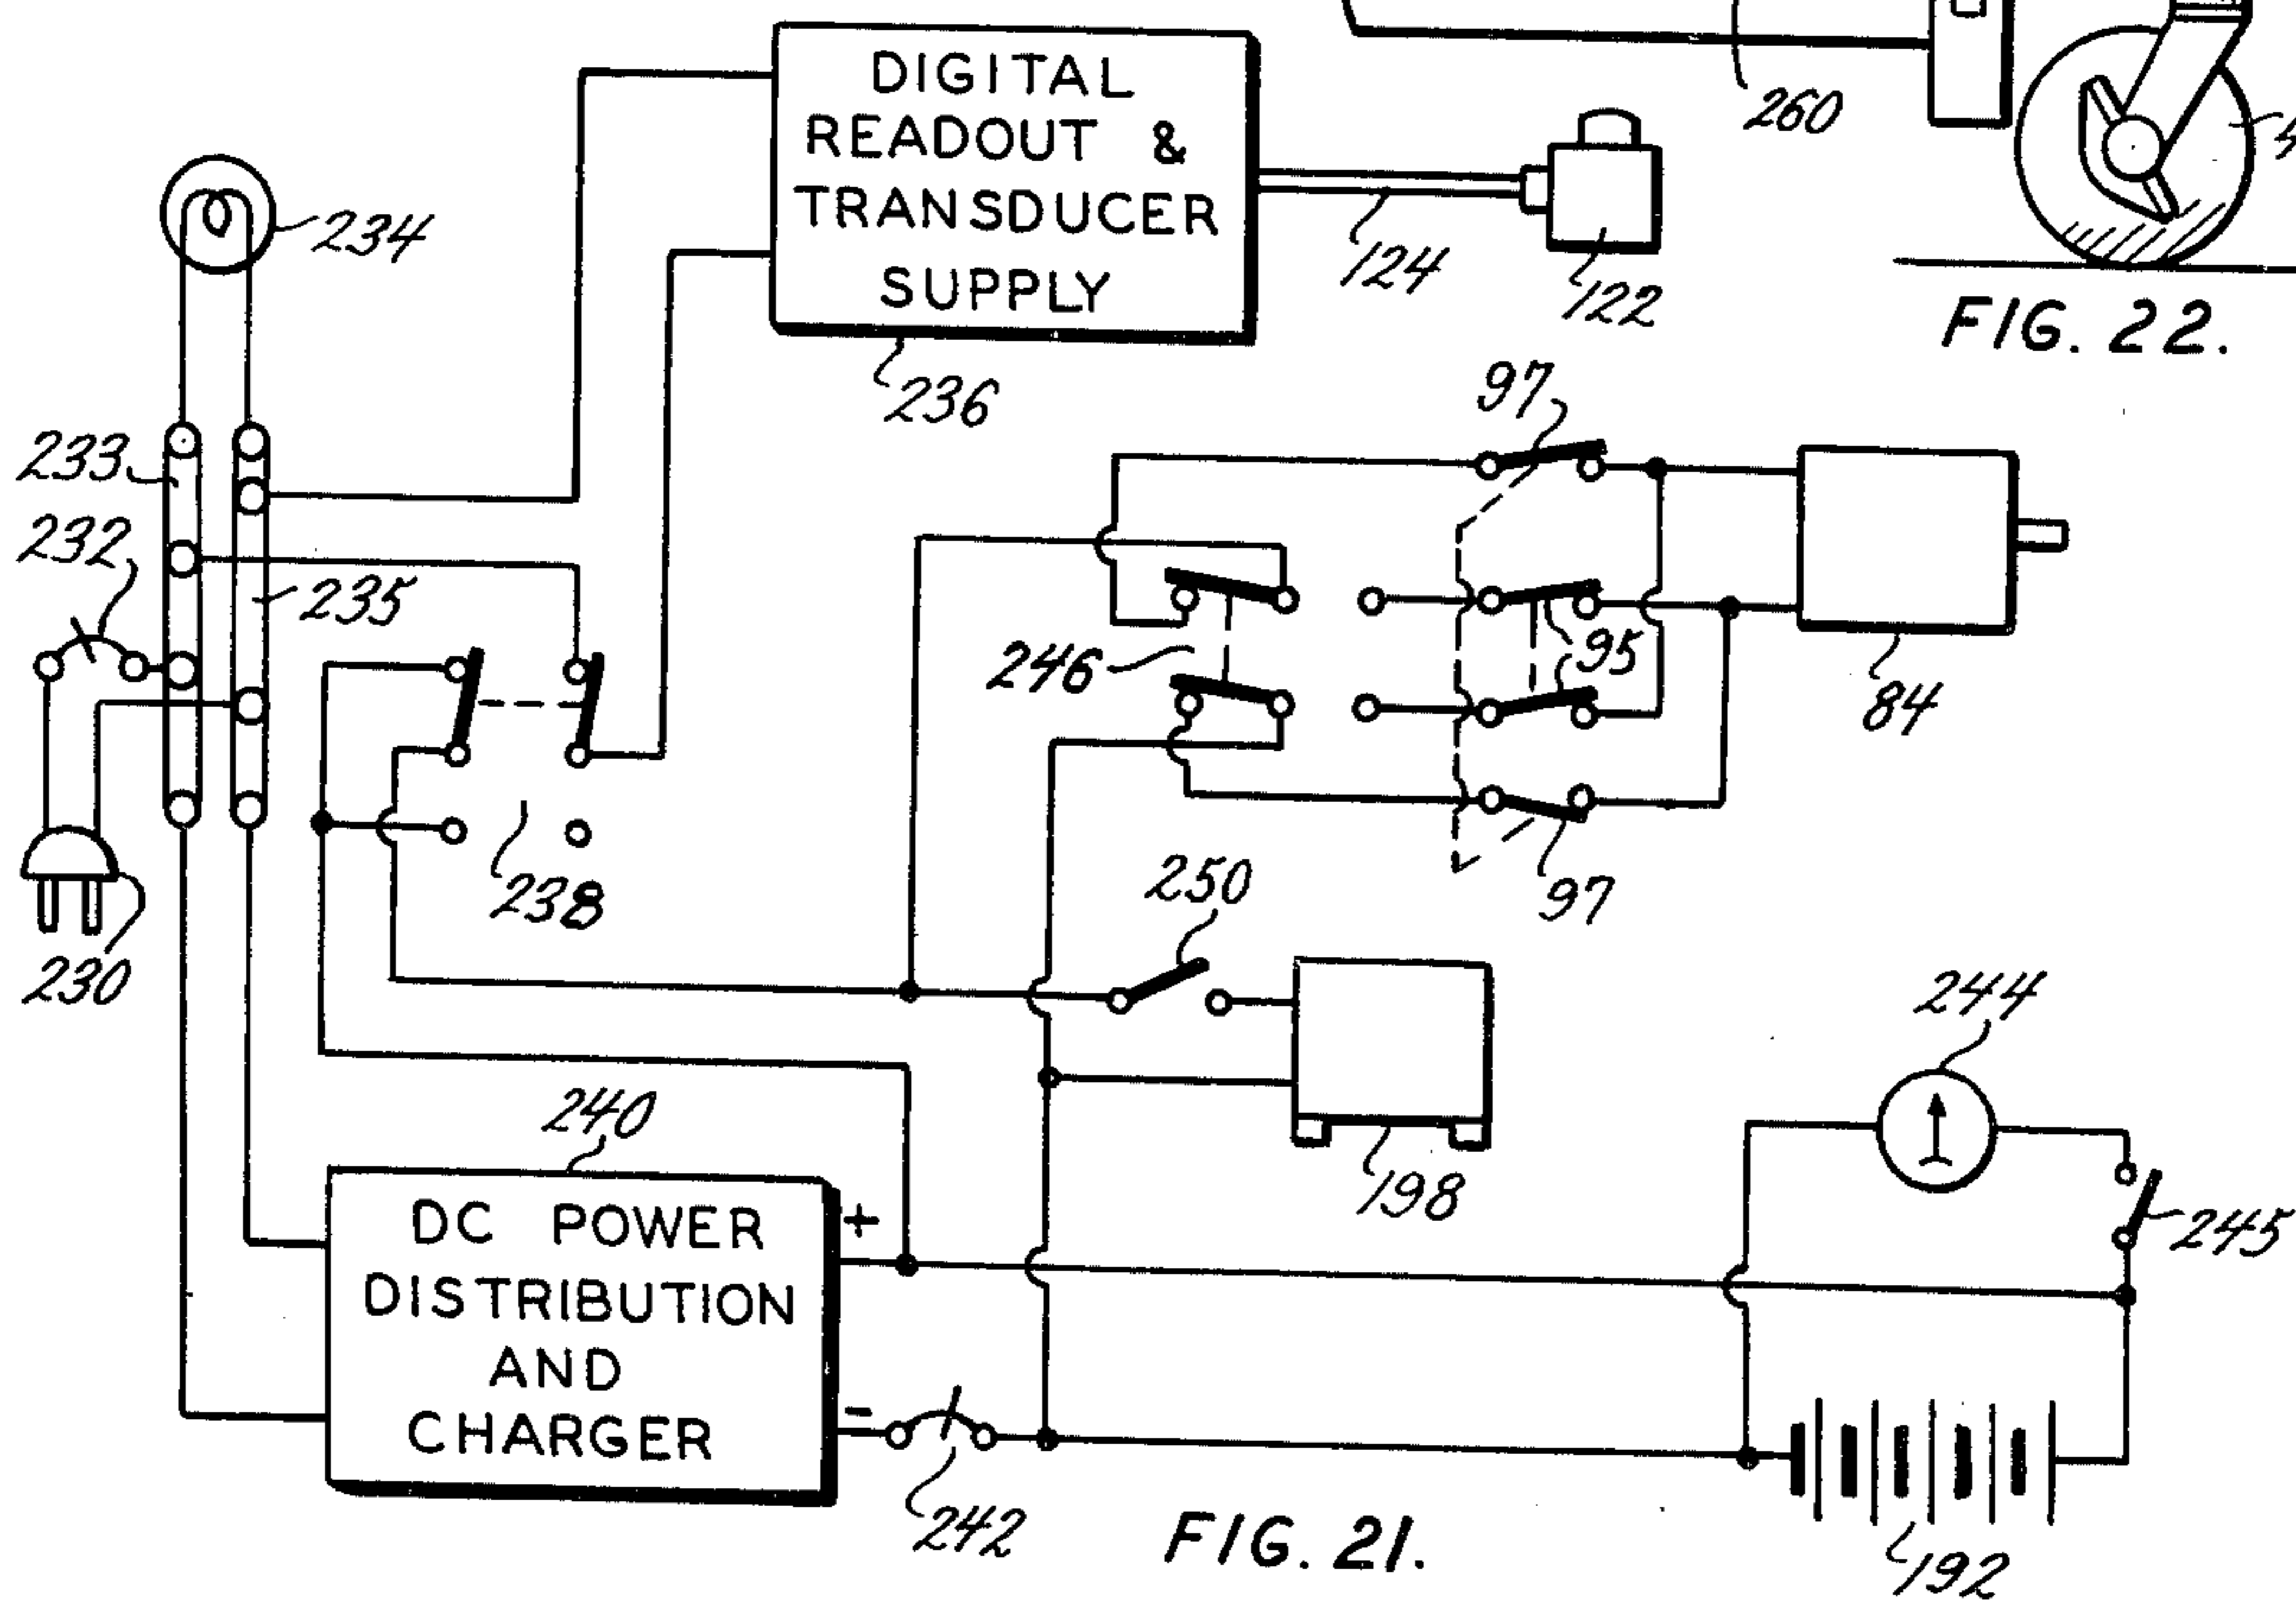 DIGITAL
READOUT &
TRANSDUCER
SUPPLY
260
234
124
122
FIG. 22.
236
97
233
232
235
246
95
84
238
97
250
230
244
240
198
245
DC POWER
DISTRIBUTION
AND
CHARGER
+
-
242
FIG. 21.
192